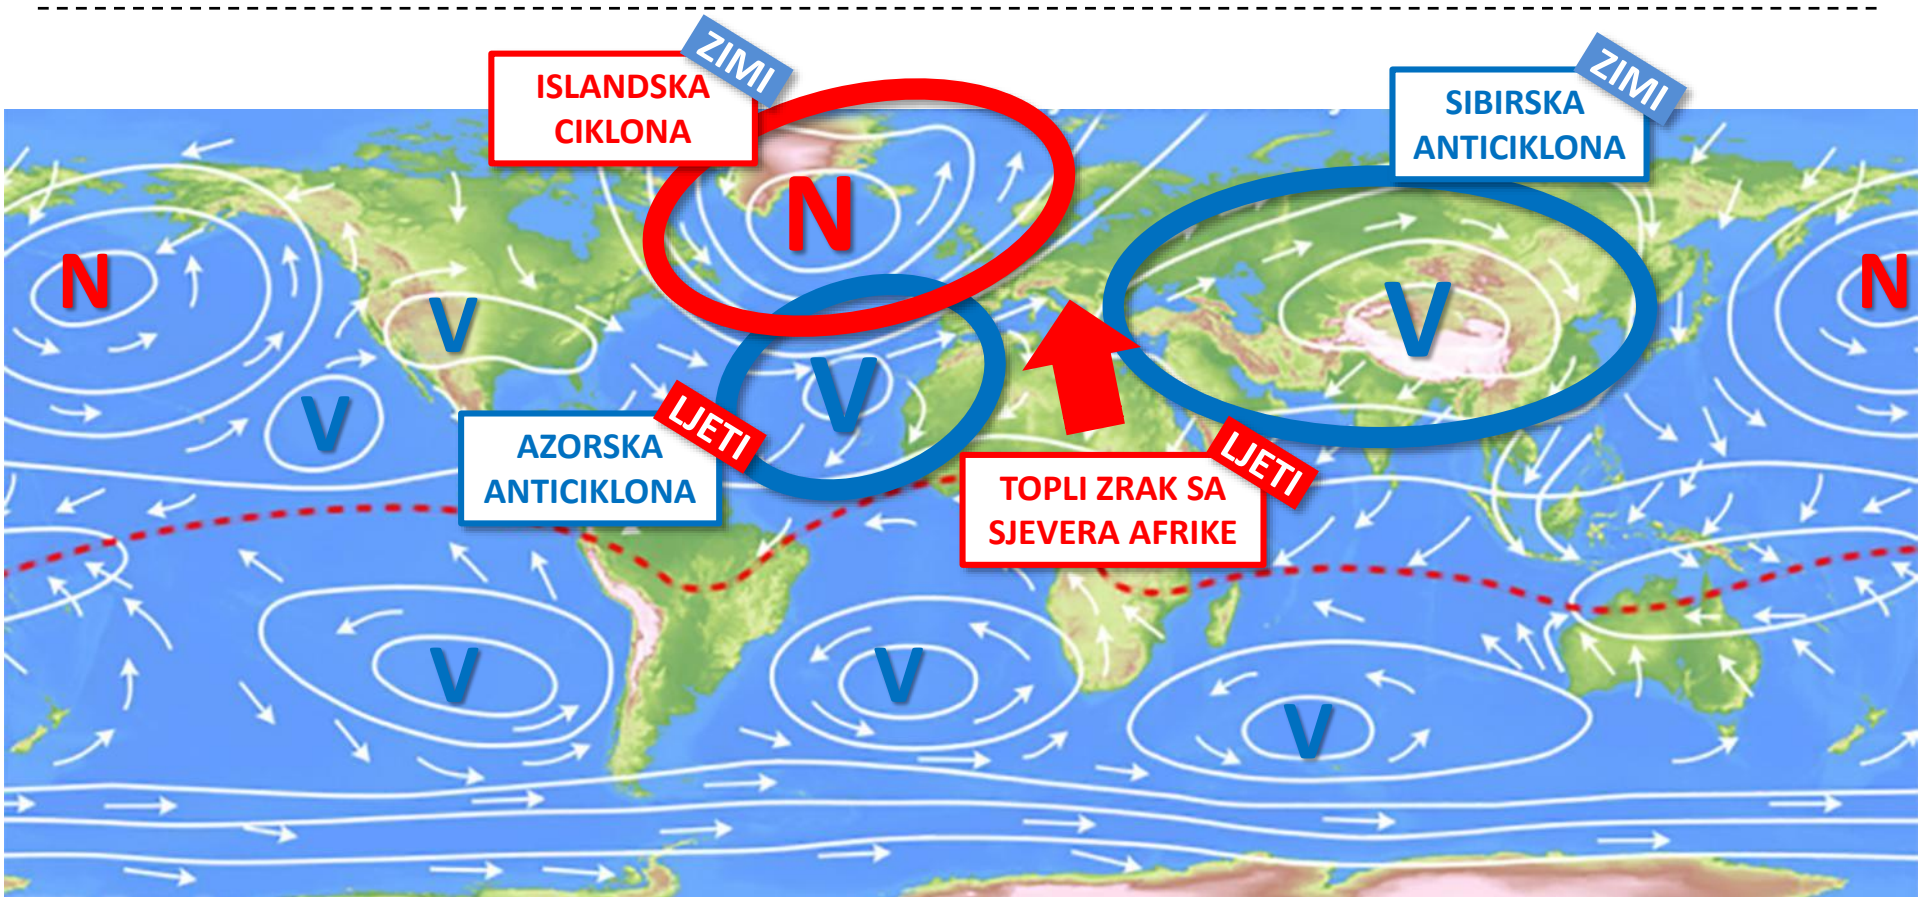 ZIMI
ISLANDSKA
CIKLONA
ZIMI
SIBIRSKA
ANTICIKLONA
N
N
N
V
V
V
V
LJETI
AZORSKA
ANTICIKLONA
LJETI
TOPLI ZRAK SA
SJEVERA AFRIKE
V
V
V